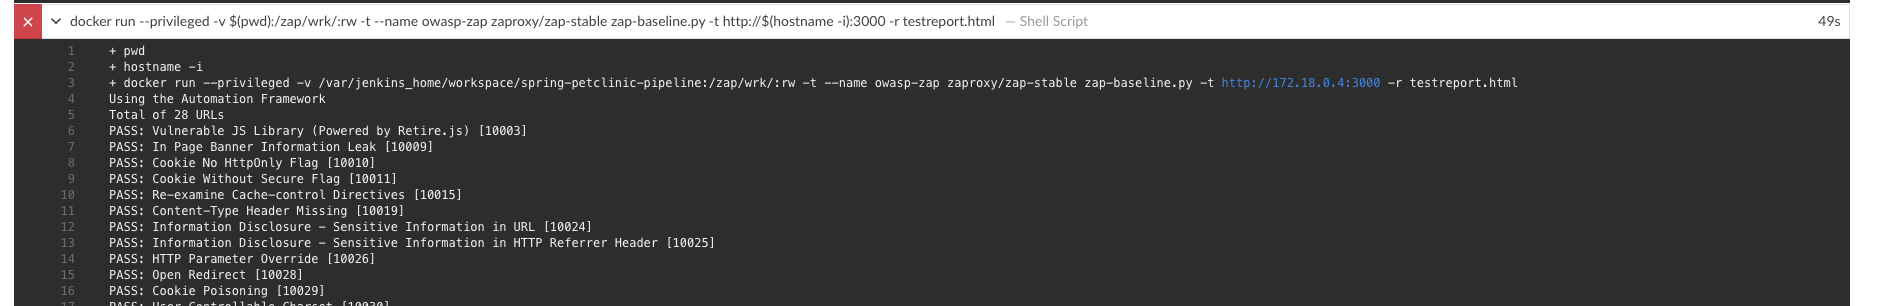 docker run --privileged -v $(pwd):/zap/wrk/:rw -t --name owasp-zap zaproxy/zap-stable zap-baseline.py -t http://$(hostname -i):3000 -r testreport.html — Shell Script 49s
1 + pwd
2 + hostname -i
3 + docker run --privileged -v /var/jenkins_home/workspace/spring-petclinic-pipeline:/zap/wrk/:rw -t --name owasp-zap zaproxy/zap-stable zap-baseline.py -t http://172.18.0.4:3000 -r testreport.html
4 Using the Automation Framework
5 Total of 28 URLs
6 PASS: Vulnerable JS Library (Powered by Retire.js) [10003]
7 PASS: In Page Banner Information Leak [10009]
8 PASS: Cookie No HttpOnly Flag [10010]
9 PASS: Cookie Without Secure Flag [10011]
10 PASS: Re-examine Cache-control Directives [10015]
11 PASS: Content-Type Header Missing [10019]
12 PASS: Information Disclosure - Sensitive Information in URL [10024]
13 PASS: Information Disclosure - Sensitive Information in HTTP Referrer Header [10025]
14 PASS: HTTP Parameter Override [10026]
15 PASS: Open Redirect [10028]
16 PASS: Cookie Poisoning [10029]
17 PASS: User Controllable Charset [10030]